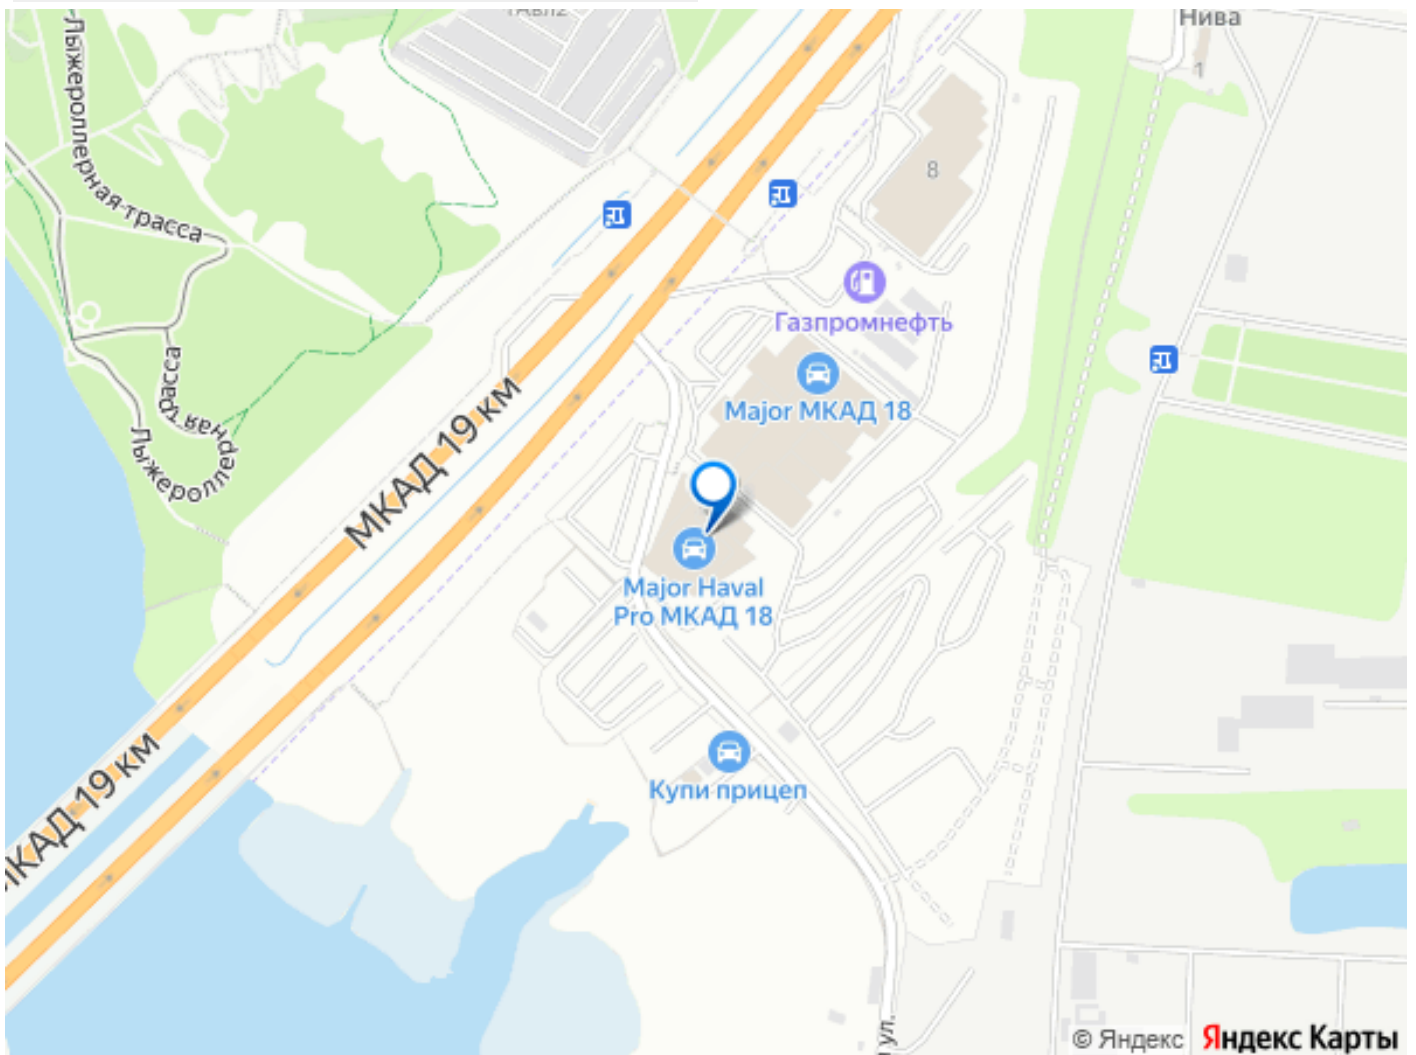 Нива
1
Лыжероллерная трасса
8
Газпромнефть
Major МКАД 18
Лыжероллерная трасса
МКАД 19 км
Major Haval
Pro МКАД 18
Купи прицеп
МКАД 19 км
ул.
© Яндекс Яндекс Карты